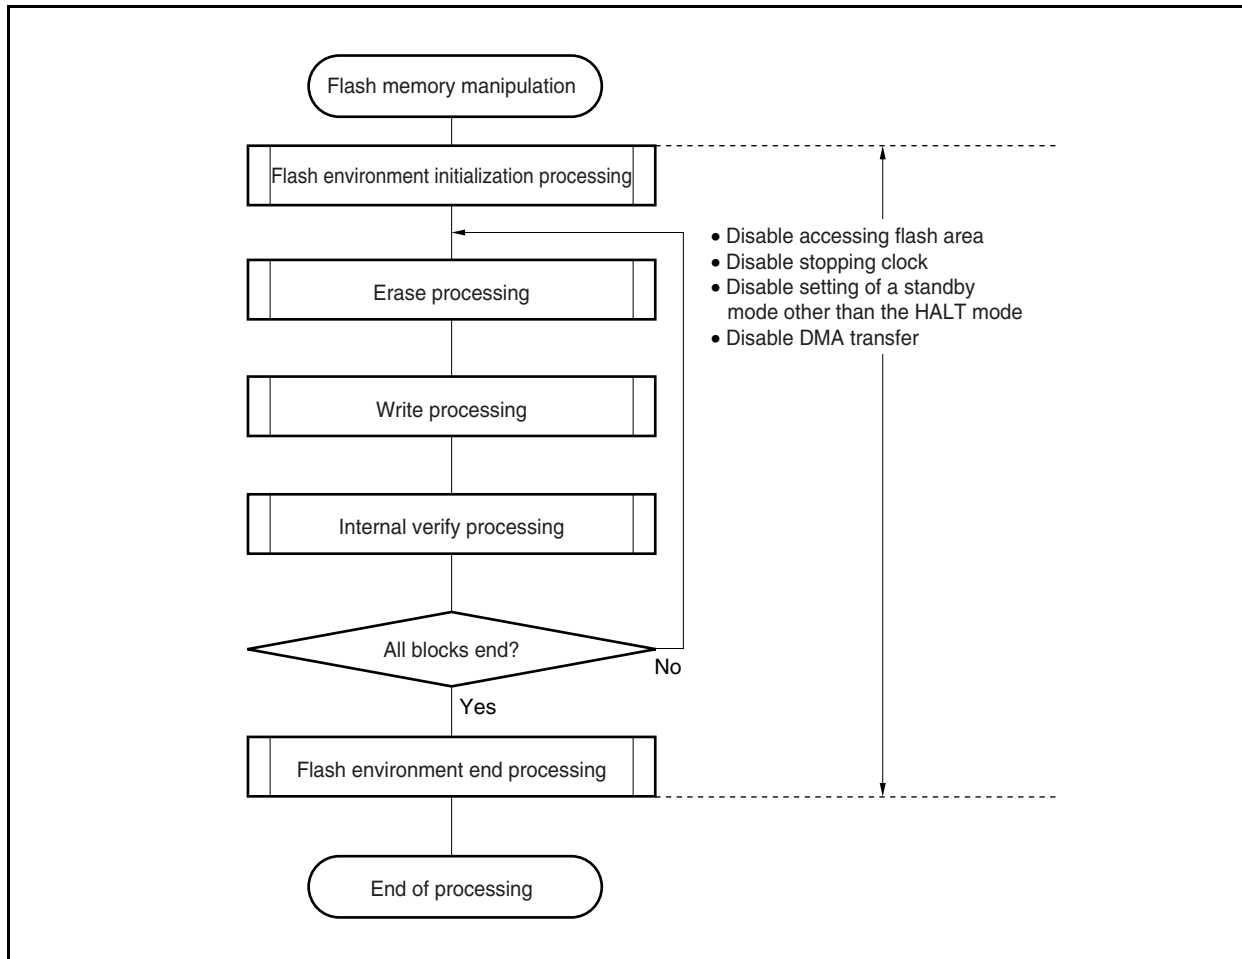 Flash memory manipulation
Flash environment initialization processing
• Disable accessing flash area
• Disable stopping clock
• Disable setting of a standby
mode other than the HALT mode
• Disable DMA transfer
Erase processing
Write processing
Internal verify processing
All blocks end?
No
Yes
Flash environment end processing
End of processing